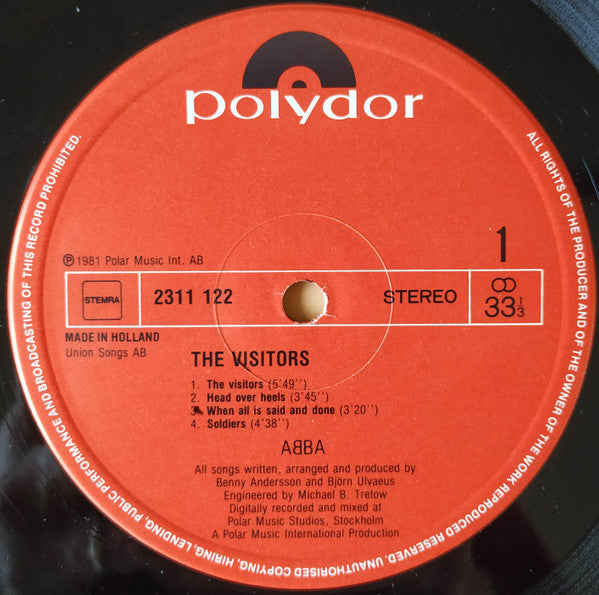 polydor
℗ 1981 Polar Music Int. AB
1
STEMRA
2311 122
STEREO
33 1/3
MADE IN HOLLAND
Union Songs AB
THE VISITORS
1. The visitors (5'49'')
2. Head over heels (3'45'')
3. When all is said and done (3'20'')
4. Soldiers (4'38'')
AᗺBA
All songs written, arranged and produced by
Benny Andersson and Björn Ulvaeus
Engineered by Michael B. Tretow
Digitally recorded and mixed at
Polar Music Studios, Stockholm
A Polar Music International Production
ALL RIGHTS OF THE PRODUCER AND OF THE OWNER OF THE WORK REPRODUCED RESERVED. UNAUTHORISED COPYING, HIRING, LENDING, PUBLIC PERFORMANCE AND BROADCASTING OF THIS RECORD PROHIBITED.